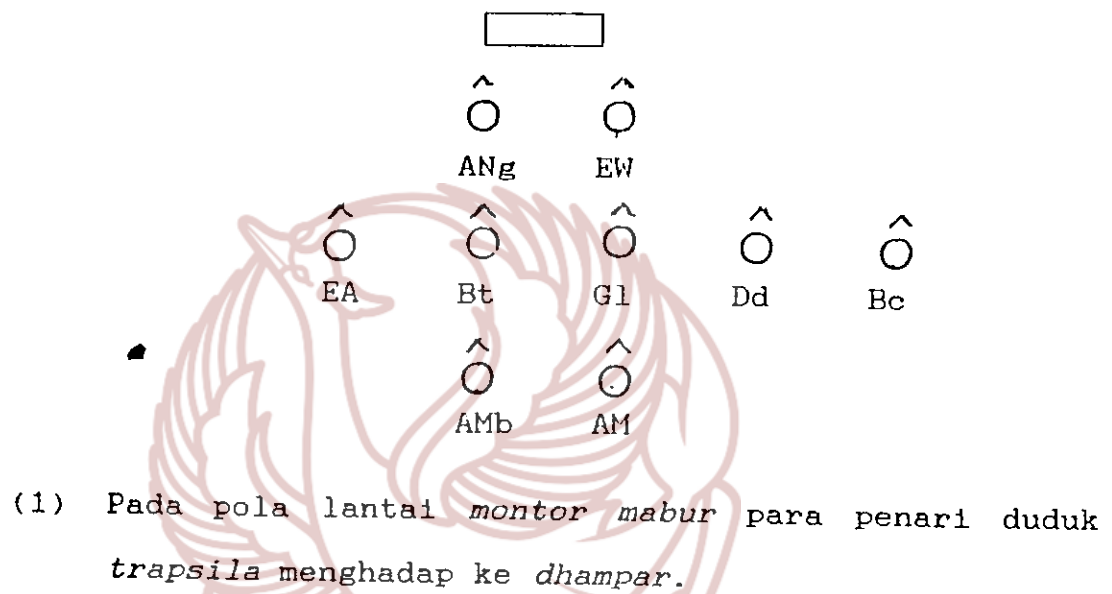 ANg EW
EA Bt Gl Dd Bc
AMb AM
(1) Pada pola lantai montor mabur para penari duduk
trapsila menghadap ke dhampar.